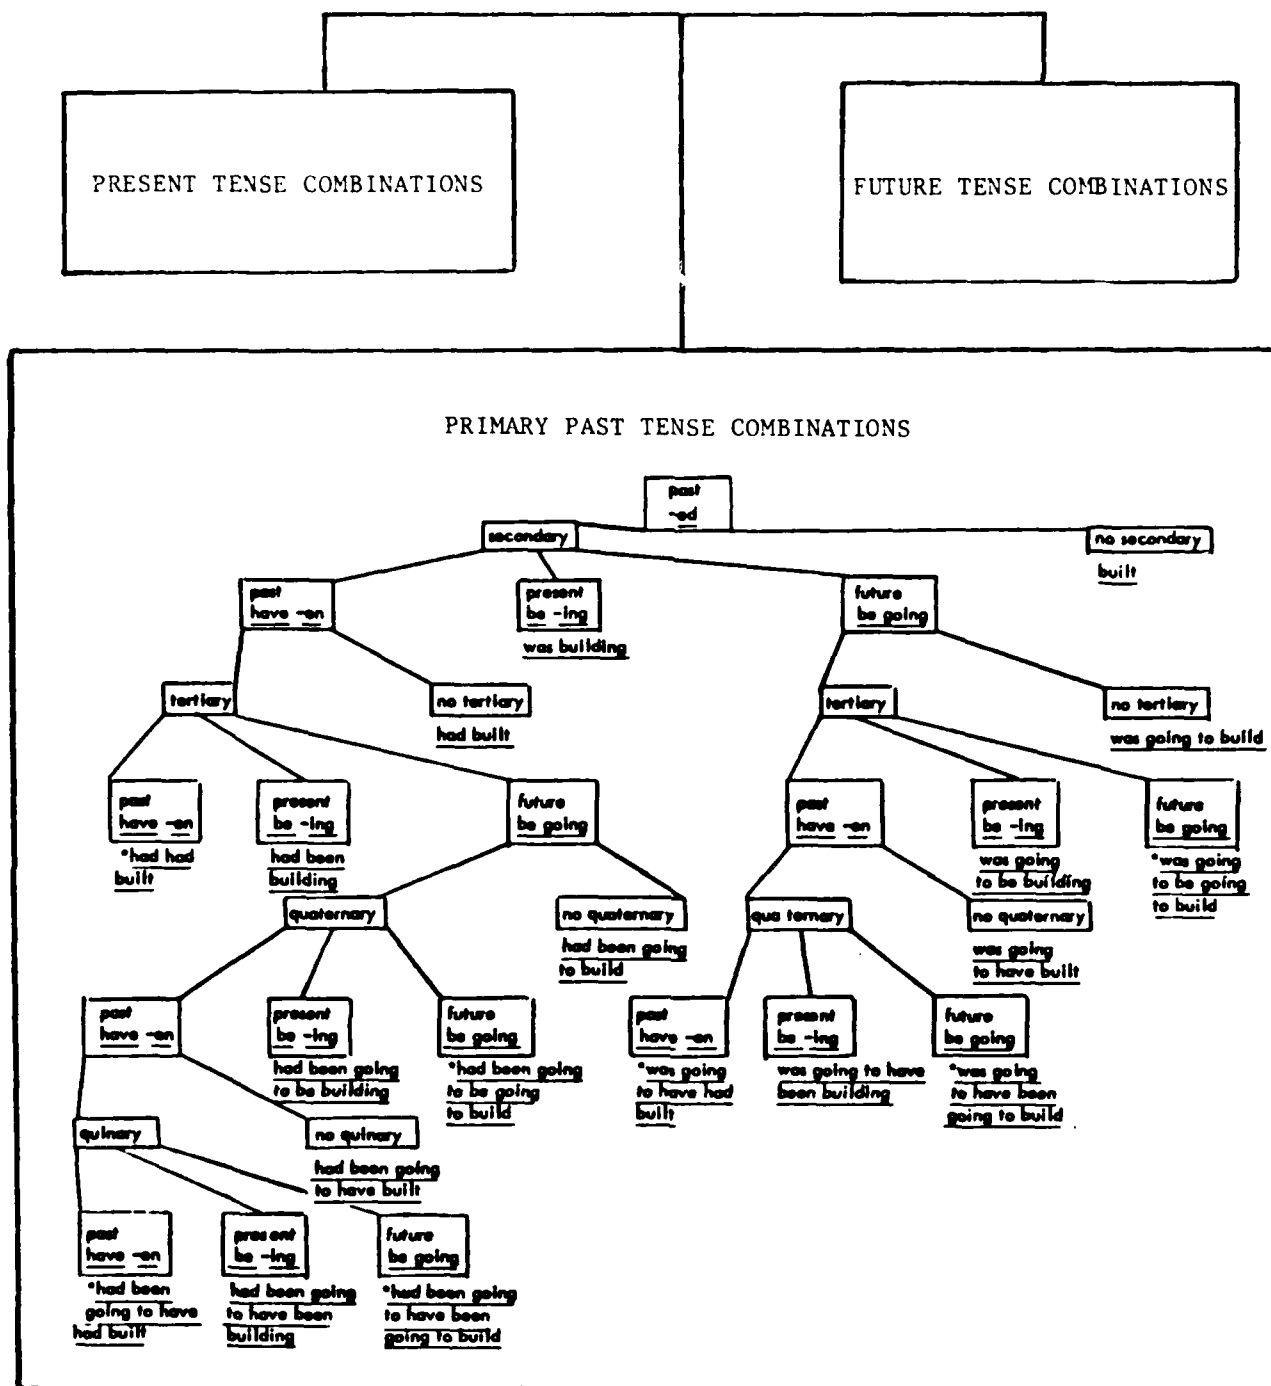 PRESENT TENSE COMBINATIONS
FUTURE TENSE COMBINATIONS
PRIMARY PAST TENSE COMBINATIONS
past
-ed
secondary
no secondary
built
past
have -en
present
be -ing
was building
future
be going
tertiary
no tertiary
had built
tertiary
no tertiary
was going to build
past
have -en
*had had
built
present
be -ing
had been
building
future
be going
past
have -en
present
be -ing
was going
to be building
future
be going
*was going
to be going
to build
quaternary
no quaternary
had been going
to build
qua ternary
no quaternary
was going
to have built
past
have -en
present
be -ing
had been going
to be building
future
be going
*had been going
to be going
to build
past
have -en
*was going
to have had
built
present
be -ing
was going to have
been building
future
be going
*was going
to have been
going to build
quinary
no quinary
had been going
to have built
past
have -en
*had been
going to have
had built
present
be -ing
had been going
to have been
building
future
be going
*had been going
to have been
going to build